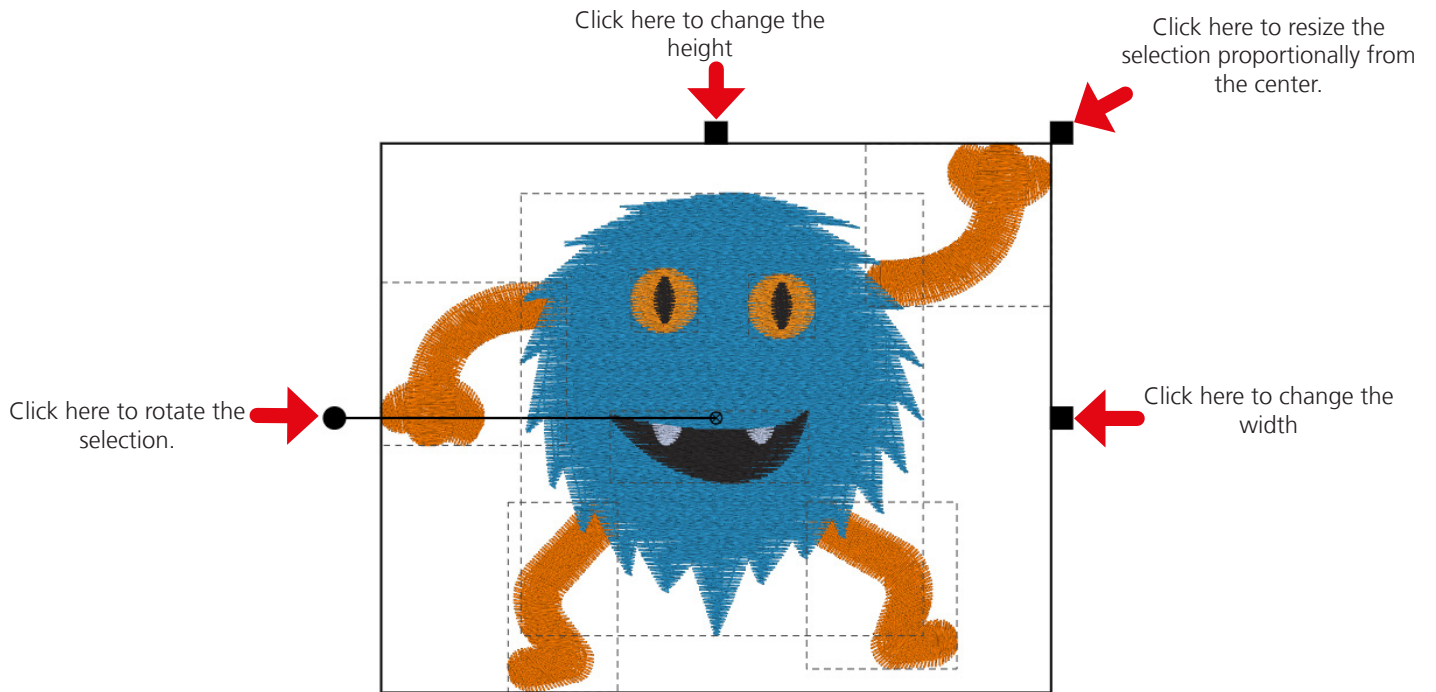 Click here to change the
height
Click here to resize the
selection proportionally from
the center.
Click here to rotate the
selection.
Click here to change the
width